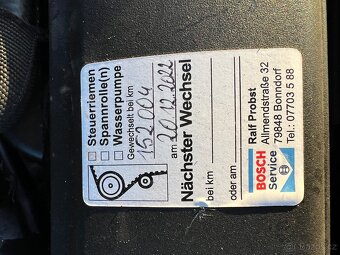 Steuerriemen
Spannrolle(n)
Wasserpumpe
Gewechselt bei km
152004
am 20.12.2022
Nächster Wechsel
bei km
oder am
BOSCH
Service
Ralf Probst
Allmendstraße 32
79848 Bonndorf
Tel.: 07703 5 88